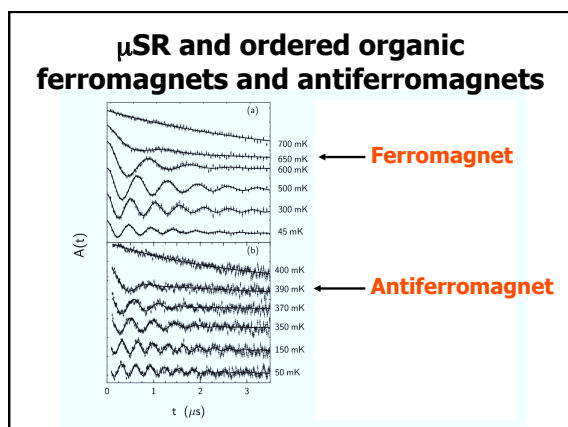 μSR and ordered organic
ferromagnets and antiferromagnets
(a)
700 mK
650 mK
600 mK
500 mK
300 mK
45 mK
Ferromagnet
A(t)
(b)
400 mK
390 mK
370 mK
350 mK
150 mK
50 mK
Antiferromagnet
0 1 2 3
t (μs)